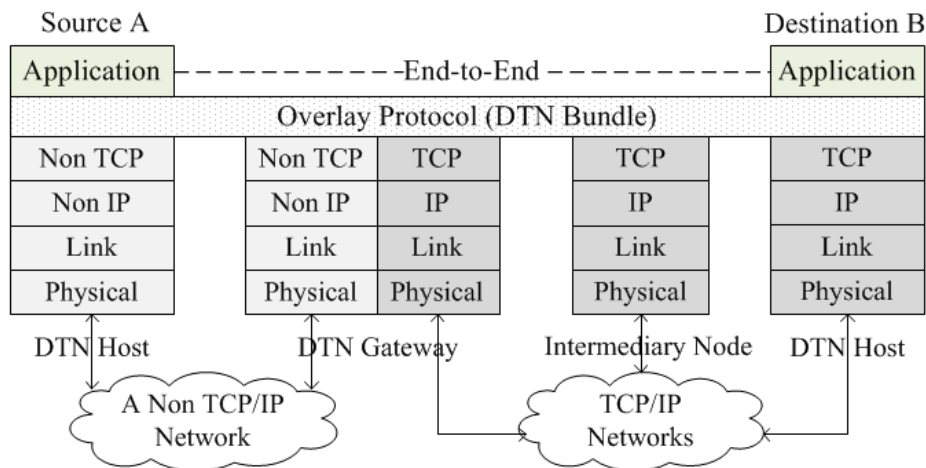 Source A
Destination B
Application
End-to-End
Application
Overlay Protocol (DTN Bundle)
Non TCP
Non TCP
TCP
TCP
TCP
Non IP
Non IP
IP
IP
IP
Link
Link
Link
Link
Link
Physical
Physical
Physical
Physical
Physical
DTN Host
DTN Gateway
Intermediary Node
DTN Host
A Non TCP/IP
Network
TCP/IP
Networks